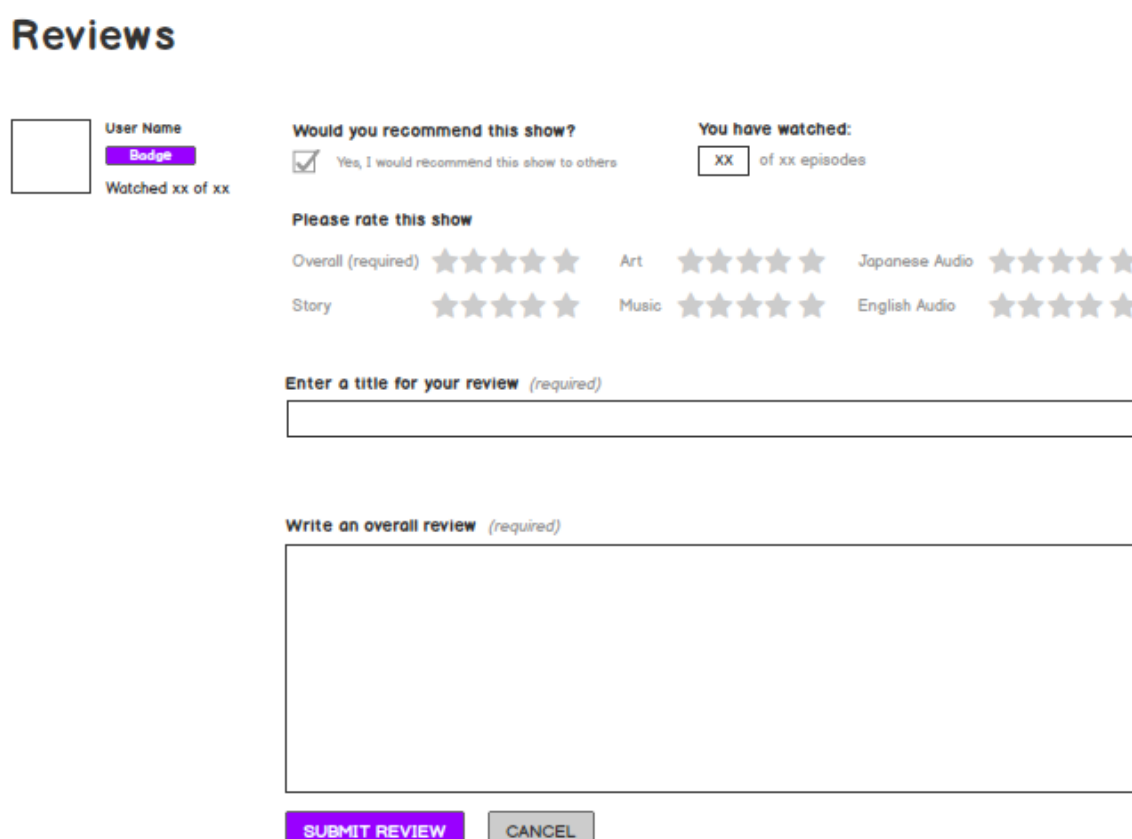 Reviews
User Name
Badge
Watched xx of xx
Would you recommend this show?
Yes, I would recommend this show to others
You have watched:
XX of xx episodes
Please rate this show
Overall (required) Art Japanese Audio
Story Music English Audio
Enter a title for your review (required)
Write an overall review (required)
SUBMIT REVIEW CANCEL